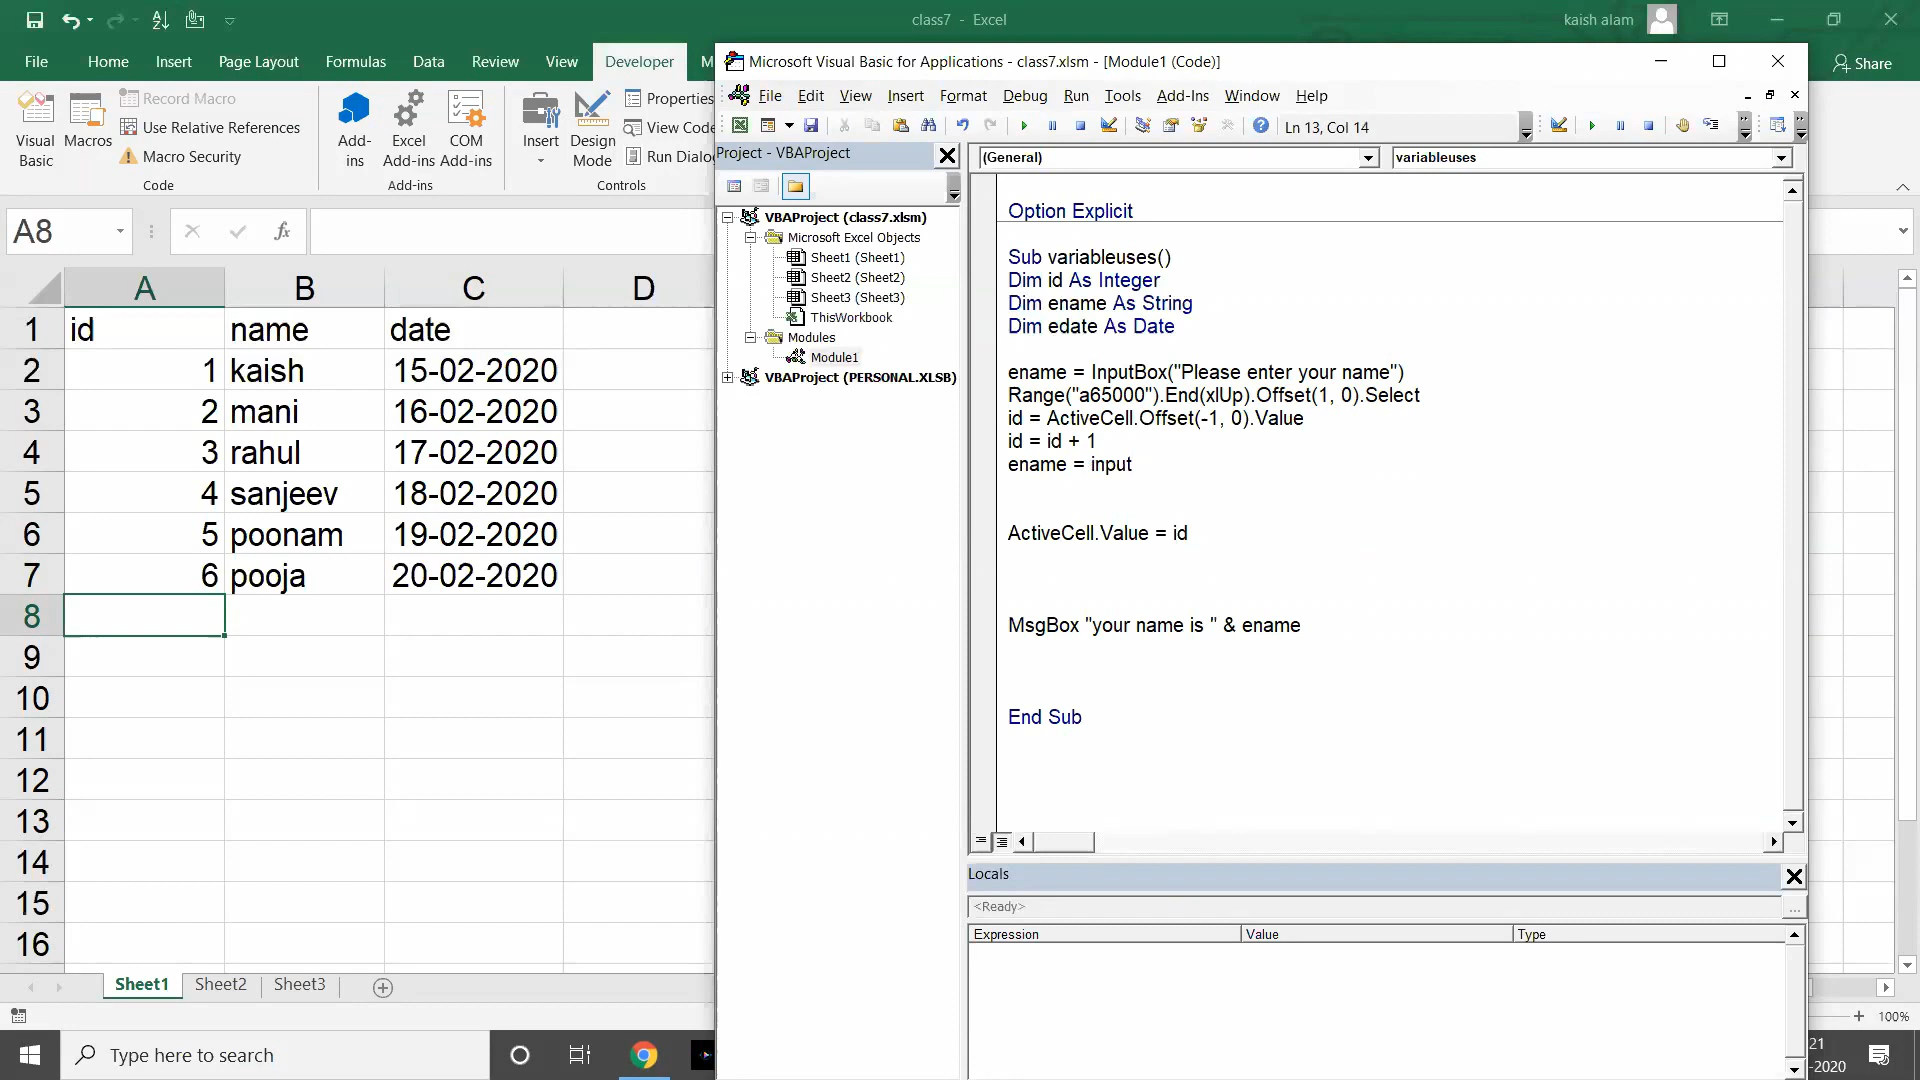 class7 - Excel
kaish alam
File Home Insert Page Layout Formulas Data Review View Developer M
Share
Visual Basic
Macros
Record Macro
Use Relative References
Macro Security
Code
Add-ins
Excel Add-ins
COM Add-ins
Add-ins
Insert
Design Mode
Properties
View Code
Run Dialo
Controls
A8
fx
A B C D
1 id name date
2 1 kaish 15-02-2020
3 2 mani 16-02-2020
4 3 rahul 17-02-2020
5 4 sanjeev 18-02-2020
6 5 poonam 19-02-2020
7 6 pooja 20-02-2020
8
9
10
11
12
13
14
15
16
Sheet1 Sheet2 Sheet3
100%
Type here to search
21
-2020
Microsoft Visual Basic for Applications - class7.xlsm - [Module1 (Code)]
File Edit View Insert Format Debug Run Tools Add-Ins Window Help
Ln 13, Col 14
Project - VBAProject
VBAProject (class7.xlsm)
Microsoft Excel Objects
Sheet1 (Sheet1)
Sheet2 (Sheet2)
Sheet3 (Sheet3)
ThisWorkbook
Modules
Module1
VBAProject (PERSONAL.XLSB)
(General)
variableuses
Option Explicit
Sub variableuses()
Dim id As Integer
Dim ename As String
Dim edate As Date
ename = InputBox("Please enter your name")
Range("a65000").End(xlUp).Offset(1, 0).Select
id = ActiveCell.Offset(-1, 0).Value
id = id + 1
ename = input
ActiveCell.Value = id
MsgBox "your name is " & ename
End Sub
Locals
<Ready>
...
Expression Value Type